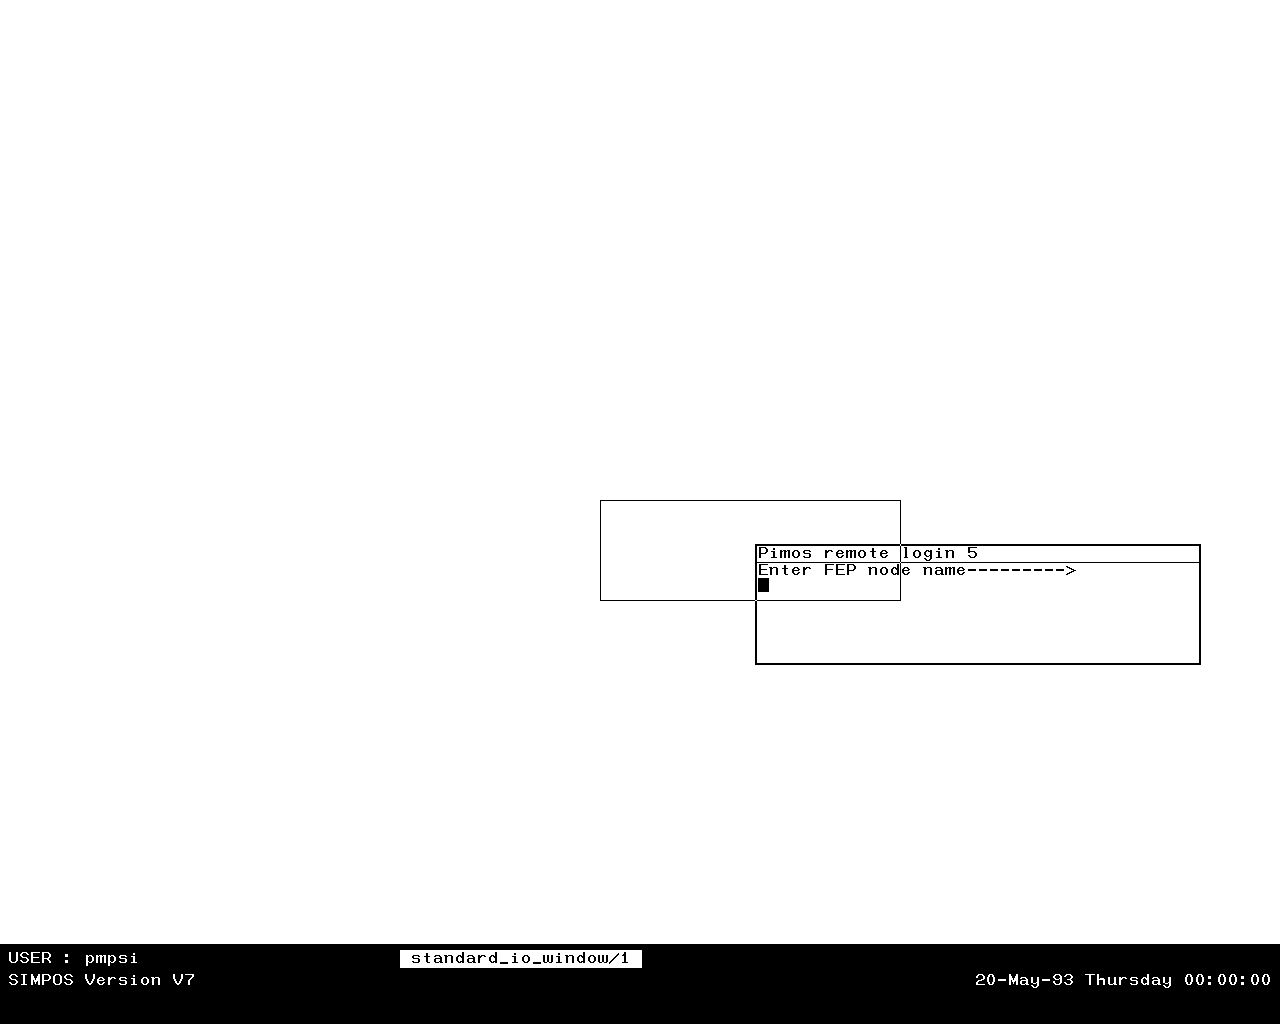 Pimos remote login 5
Enter FEP node name--------->
USER : pmpsi
standard_io_window/1
SIMPOS Version V7
20-May-93 Thursday 00:00:00